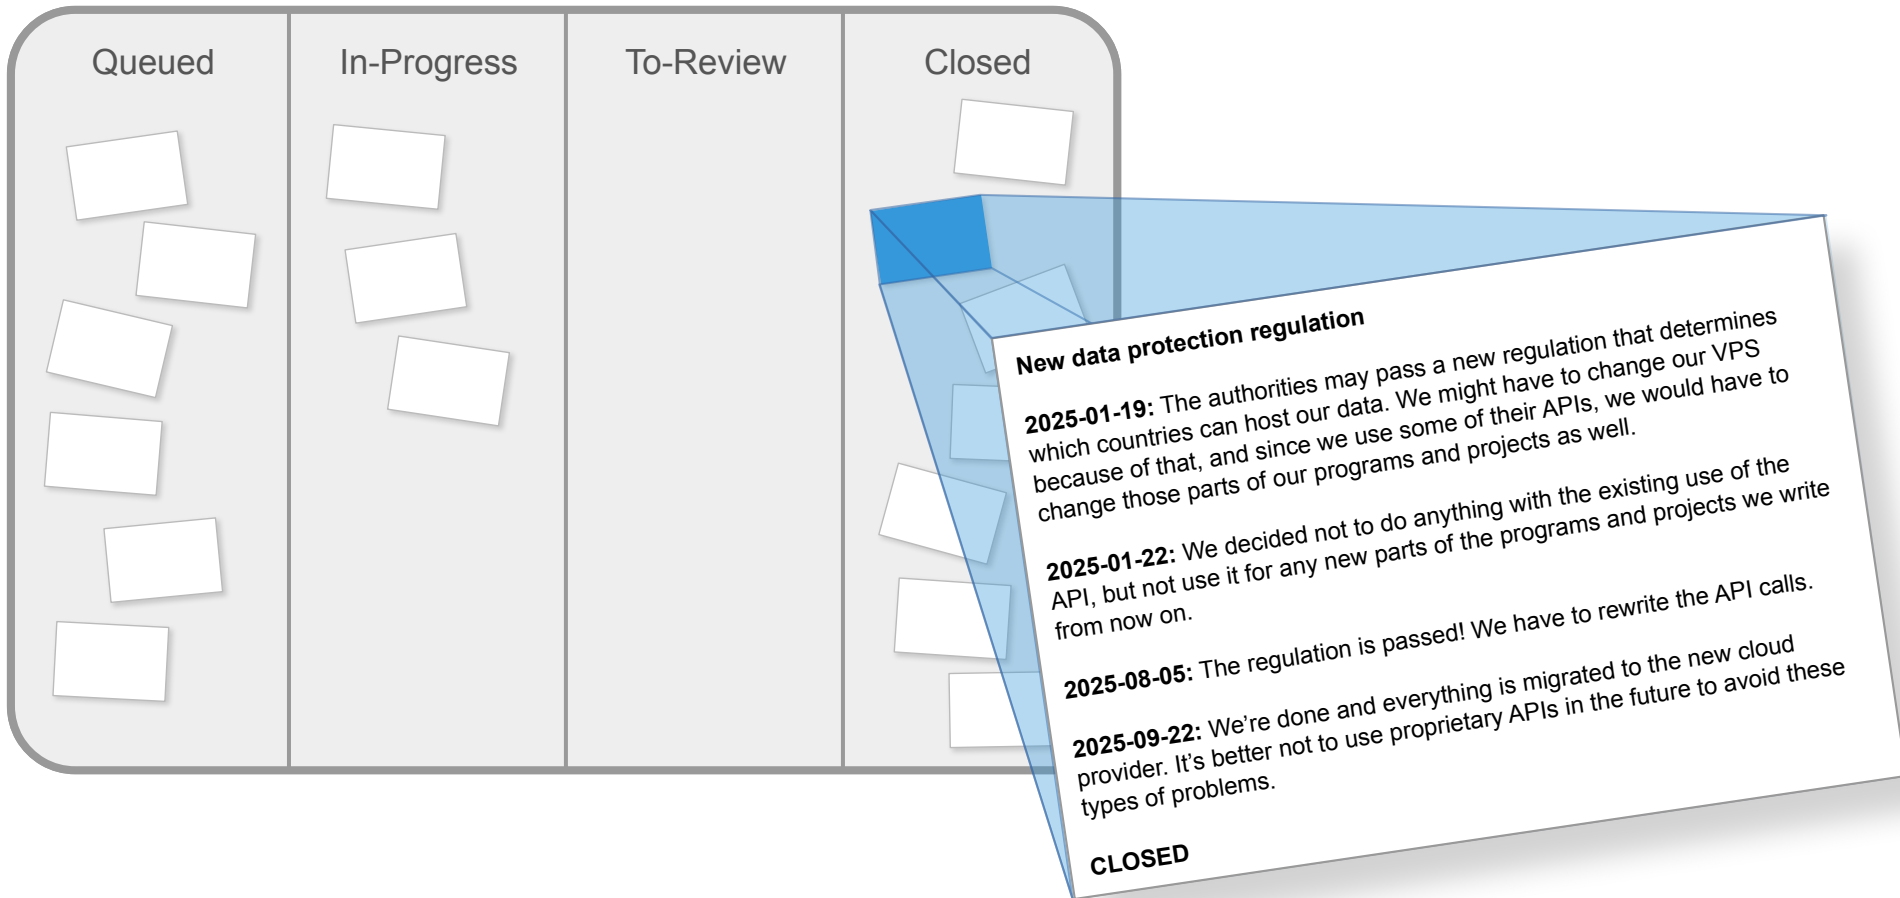 Queued
In-Progress
To-Review
Closed
New data protection regulation
2025-01-19: The authorities may pass a new regulation that determines
which countries can host our data. We might have to change our VPS
because of that, and since we use some of their APIs, we would have to
change those parts of our programs and projects as well.
2025-01-22: We decided not to do anything with the existing use of the
API, but not use it for any new parts of the programs and projects we write
from now on.
2025-08-05: The regulation is passed! We have to rewrite the API calls.
2025-09-22: We’re done and everything is migrated to the new cloud
provider. It’s better not to use proprietary APIs in the future to avoid these
types of problems.
CLOSED